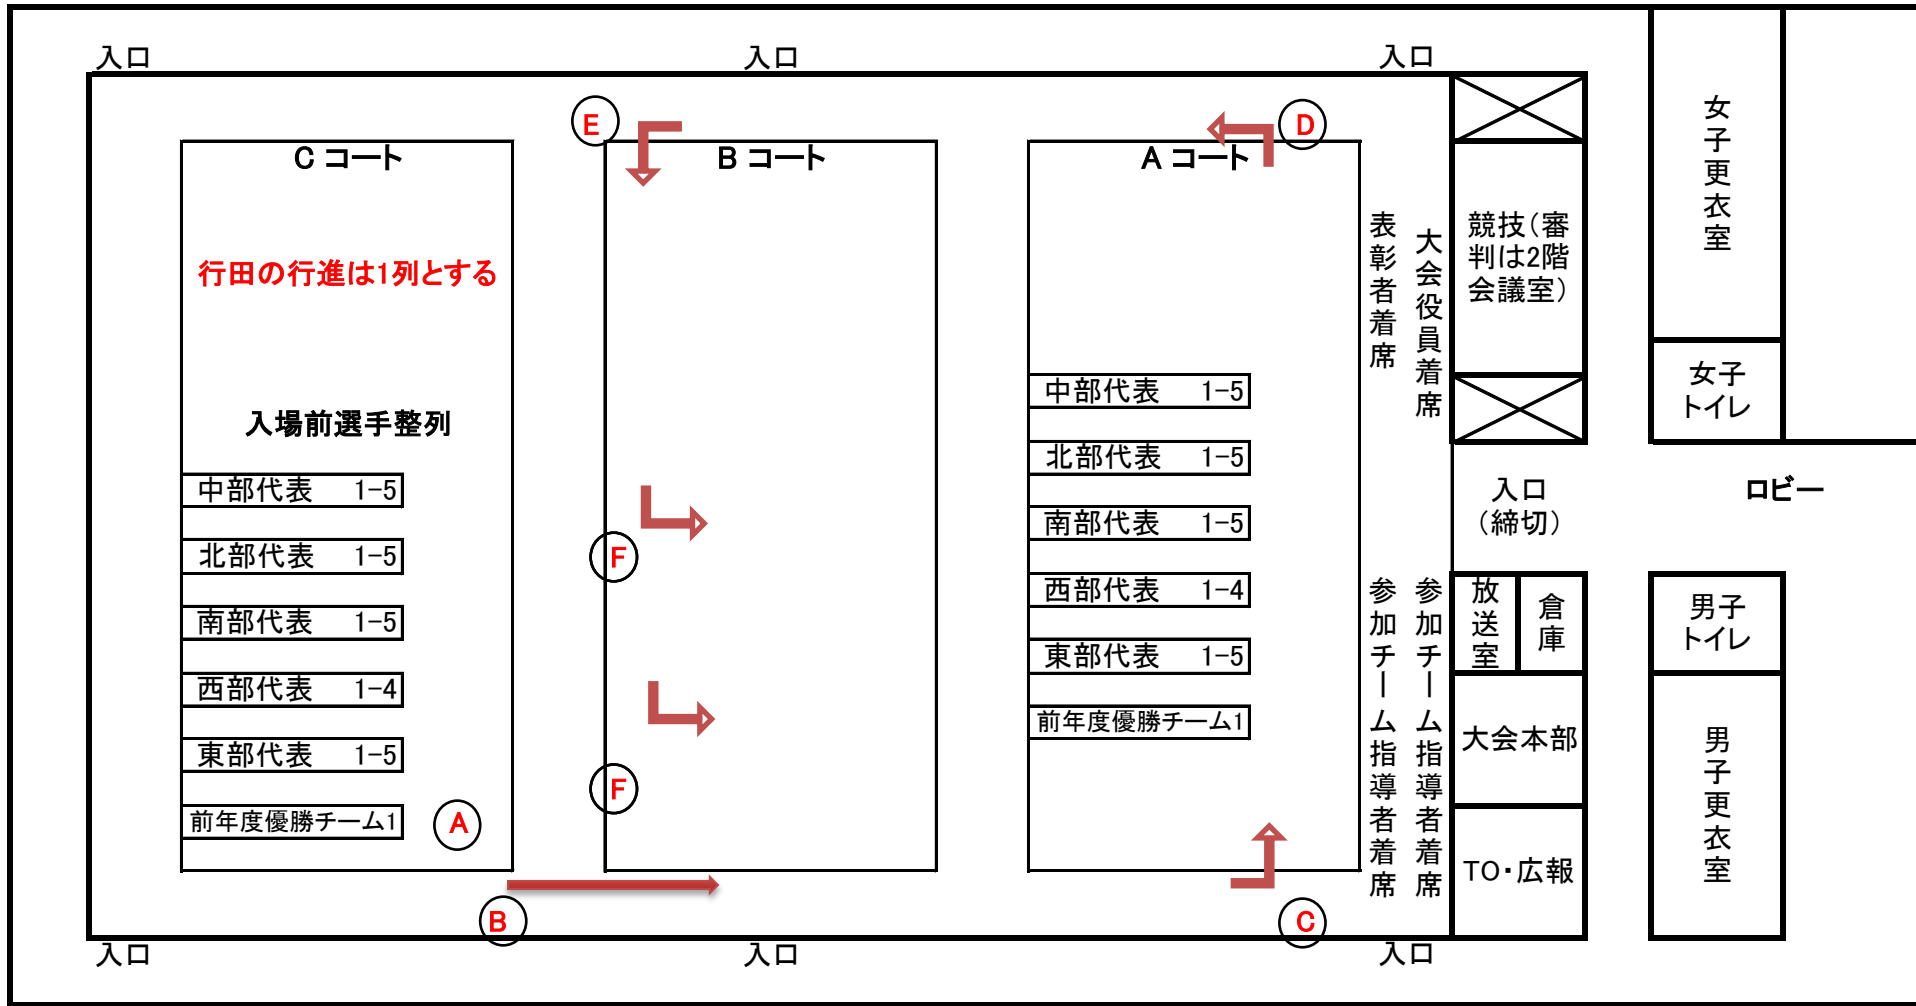 入口
入口
入口
E
D
C コート
B コート
A コート
行田の行進は1列とする
入場前選手整列
中部代表 1-5
北部代表 1-5
南部代表 1-5
西部代表 1-4
東部代表 1-5
前年度優勝チーム1
A
B
F
F
中部代表 1-5
北部代表 1-5
南部代表 1-5
西部代表 1-4
東部代表 1-5
前年度優勝チーム1
C
表彰者着席
大会役員着席
参加チーム指導者着席
参加チーム指導者着席
競技(審
判は2階
会議室)
入口
(締切)
放送室
倉庫
大会本部
TO・広報
女子更衣室
女子
トイレ
ロビー
男子
トイレ
男子更衣室
入口
入口
入口